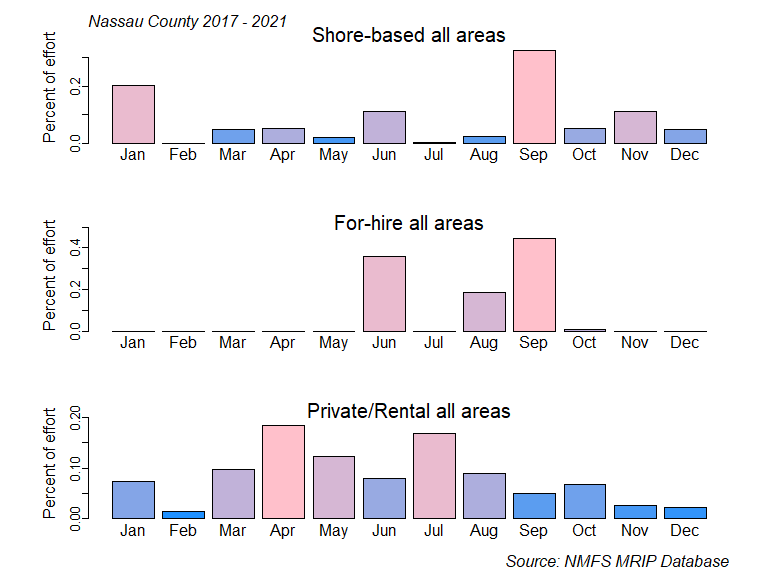 Nassau County 2017 - 2021
Shore-based all areas
Percent of effort
0.0 0.2
Jan Feb Mar Apr May Jun Jul Aug Sep Oct Nov Dec
For-hire all areas
Percent of effort
0.0 0.2 0.4
Jan Feb Mar Apr May Jun Jul Aug Sep Oct Nov Dec
Private/Rental all areas
Percent of effort
0.00 0.10 0.20
Jan Feb Mar Apr May Jun Jul Aug Sep Oct Nov Dec
Source: NMFS MRIP Database